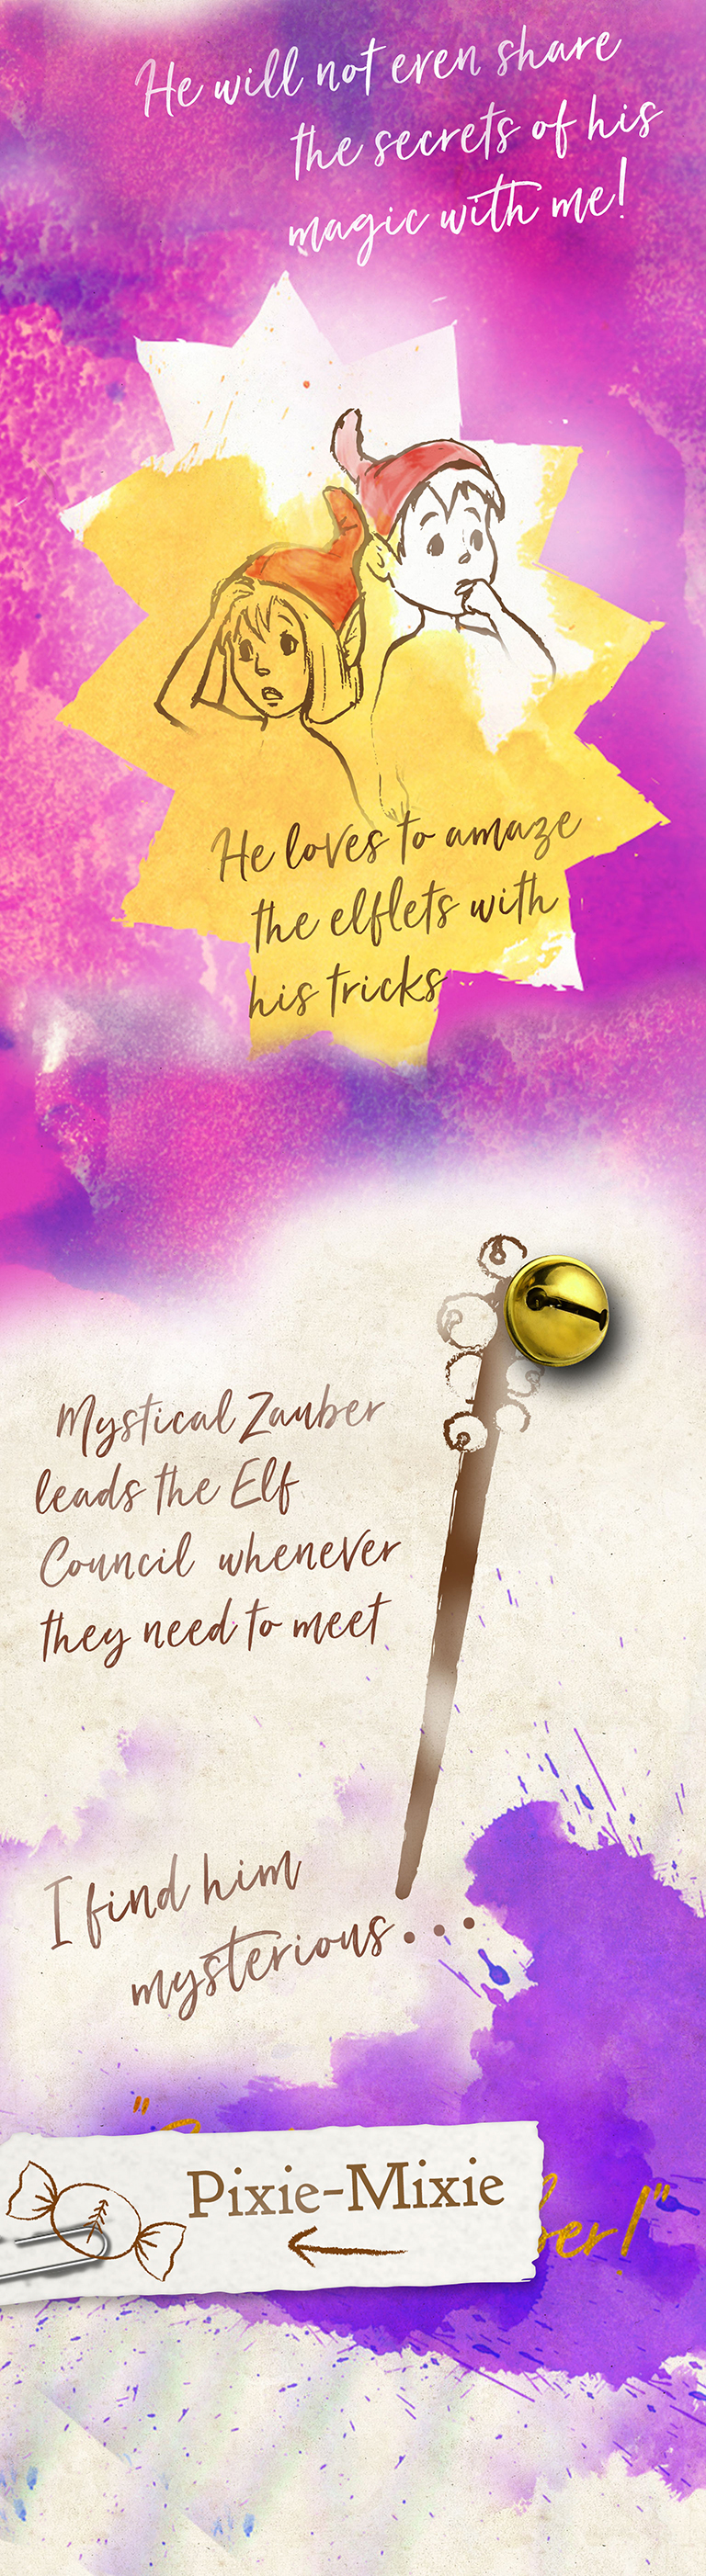 He will not even share
the secrets of his
magic with me!
He loves to amaze
the elflets with
his tricks
Mystical Zauber
leads the Elf
Council whenever
they need to meet
I find him
mysterious...
Pixie-Mixie